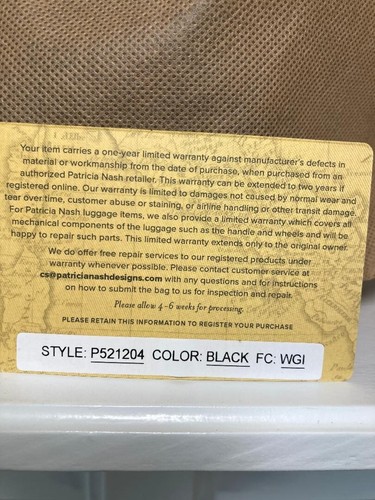 Your item carries a one-year limited warranty against manufacturer's defects in
material or workmanship from the date of purchase, when purchased from an
authorized Patricia Nash retailer. This warranty can be extended to two years if
registered online. Our warranty is limited to damages not caused by normal wear and
tear over time, customer abuse or staining, or airline handling or other transit damage.
For Patricia Nash luggage items, we also provide a limited warranty which covers all
mechanical components of the luggage such as the handle and wheels and will be
happy to repair such parts. This limited warranty extends only to the original owner.
We do offer free repair services to our registered products under
warranty whenever possible. Please contact customer service at
cs@patricianashdesigns.com with any questions and for instructions
on how to submit the bag to us for inspection and repair.
Please allow 4-6 weeks for processing.
PLEASE RETAIN THIS INFORMATION TO REGISTER YOUR PURCHASE
STYLE: P521204 COLOR: BLACK FC: WGI